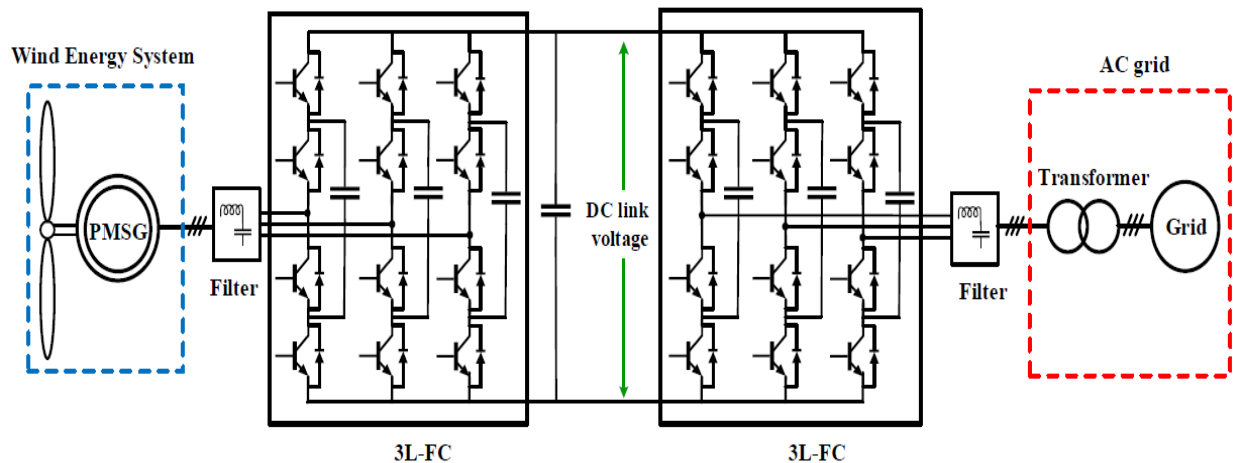 Wind Energy System
AC grid
Transformer
PMSG
DC link
voltage
Grid
Filter
Filter
3L-FC
3L-FC